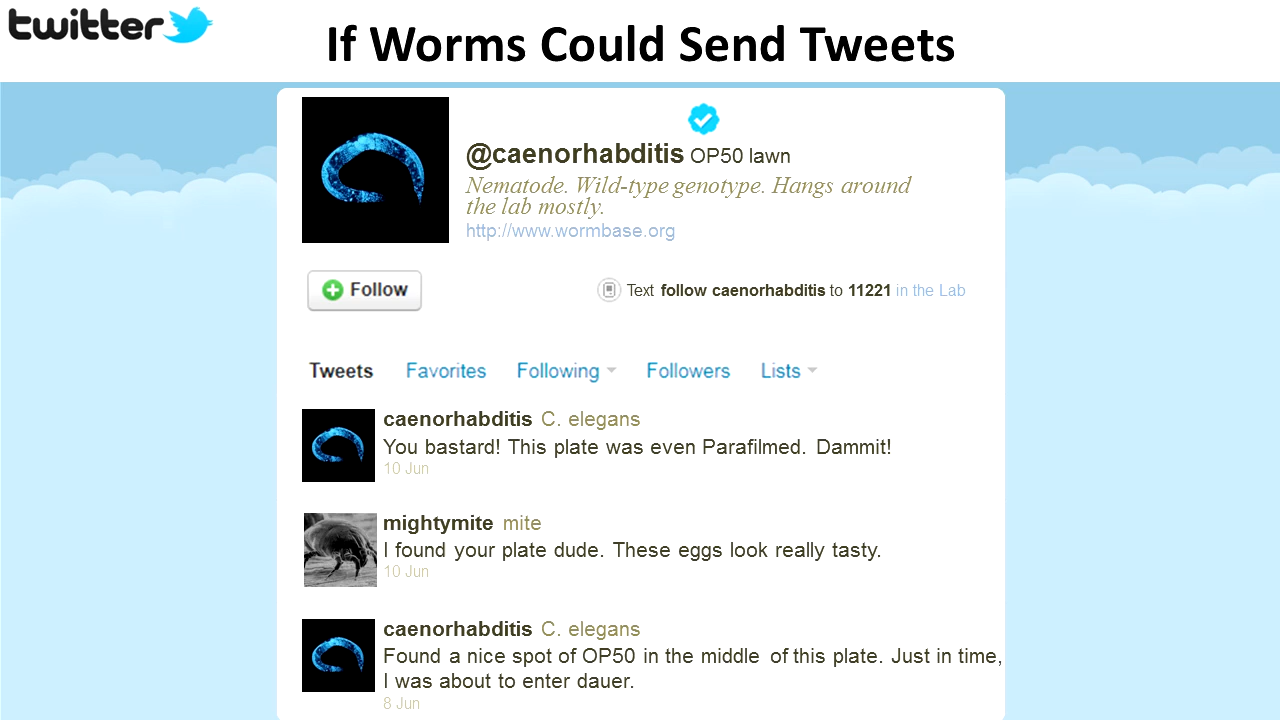 twitter
If Worms Could Send Tweets
@caenorhabditis OP50 lawn
Nematode. Wild-type genotype. Hangs around
the lab mostly.
http://www.wormbase.org
Follow
Text follow caenorhabditis to 11221 in the Lab
Tweets Favorites Following Followers Lists
caenorhabditis C. elegans
You bastard! This plate was even Parafilmed. Dammit!
10 Jun
mightymite mite
I found your plate dude. These eggs look really tasty.
10 Jun
caenorhabditis C. elegans
Found a nice spot of OP50 in the middle of this plate. Just in time,
I was about to enter dauer.
8 Jun